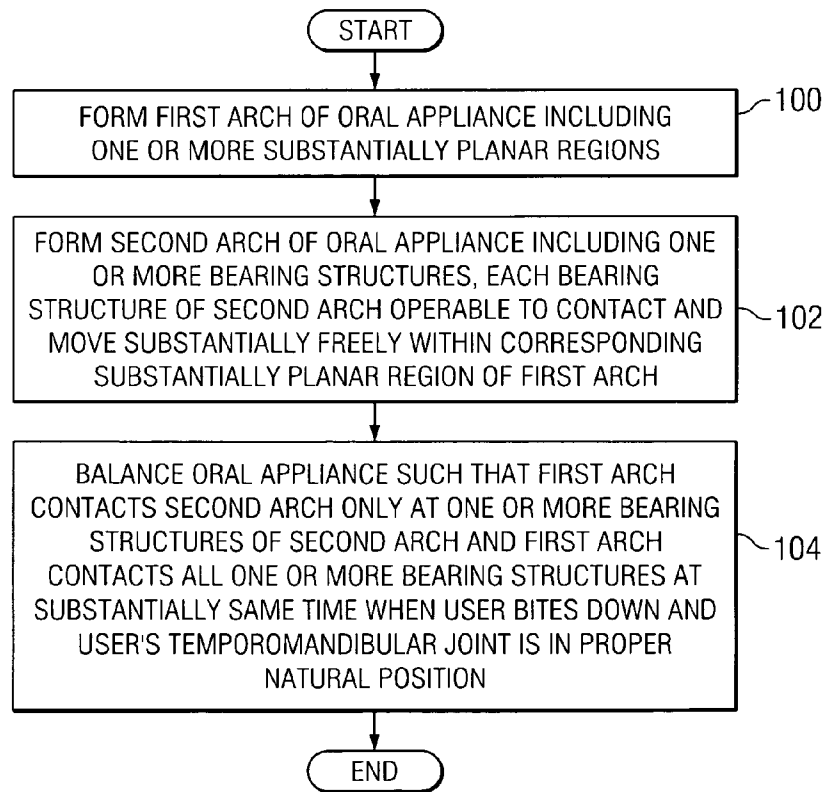 START
FORM FIRST ARCH OF ORAL APPLIANCE INCLUDING
ONE OR MORE SUBSTANTIALLY PLANAR REGIONS
100
FORM SECOND ARCH OF ORAL APPLIANCE INCLUDING ONE
OR MORE BEARING STRUCTURES, EACH BEARING
STRUCTURE OF SECOND ARCH OPERABLE TO CONTACT AND
MOVE SUBSTANTIALLY FREELY WITHIN CORRESPONDING
SUBSTANTIALLY PLANAR REGION OF FIRST ARCH
102
BALANCE ORAL APPLIANCE SUCH THAT FIRST ARCH
CONTACTS SECOND ARCH ONLY AT ONE OR MORE BEARING
STRUCTURES OF SECOND ARCH AND FIRST ARCH
CONTACTS ALL ONE OR MORE BEARING STRUCTURES AT
SUBSTANTIALLY SAME TIME WHEN USER BITES DOWN AND
USER'S TEMPOROMANDIBULAR JOINT IS IN PROPER
NATURAL POSITION
104
END